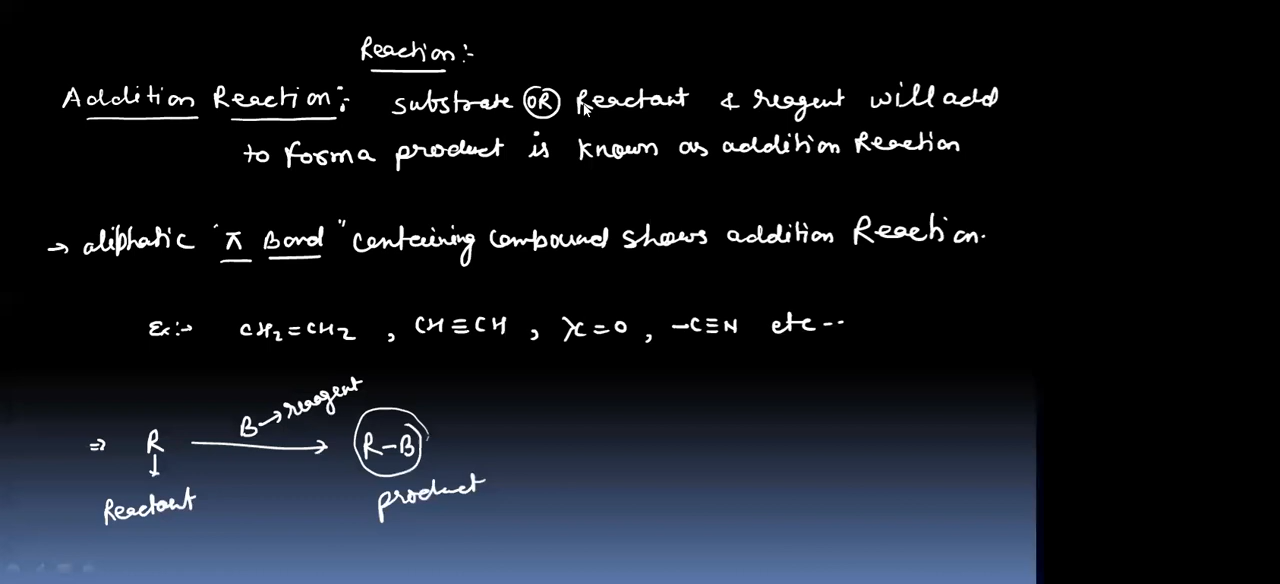 Reaction :-
Addition Reaction :- substrate OR Reactant & reagent will add
to form a product is known as addition Reaction
→ aliphatic "π Bond" containing compound shows addition Reaction.
Ex:- CH₂=CH₂ , CH≡CH , >C=O , -C≡N etc--
B→reagent
⇒ R ⟶ R-B
↓
Reactant product